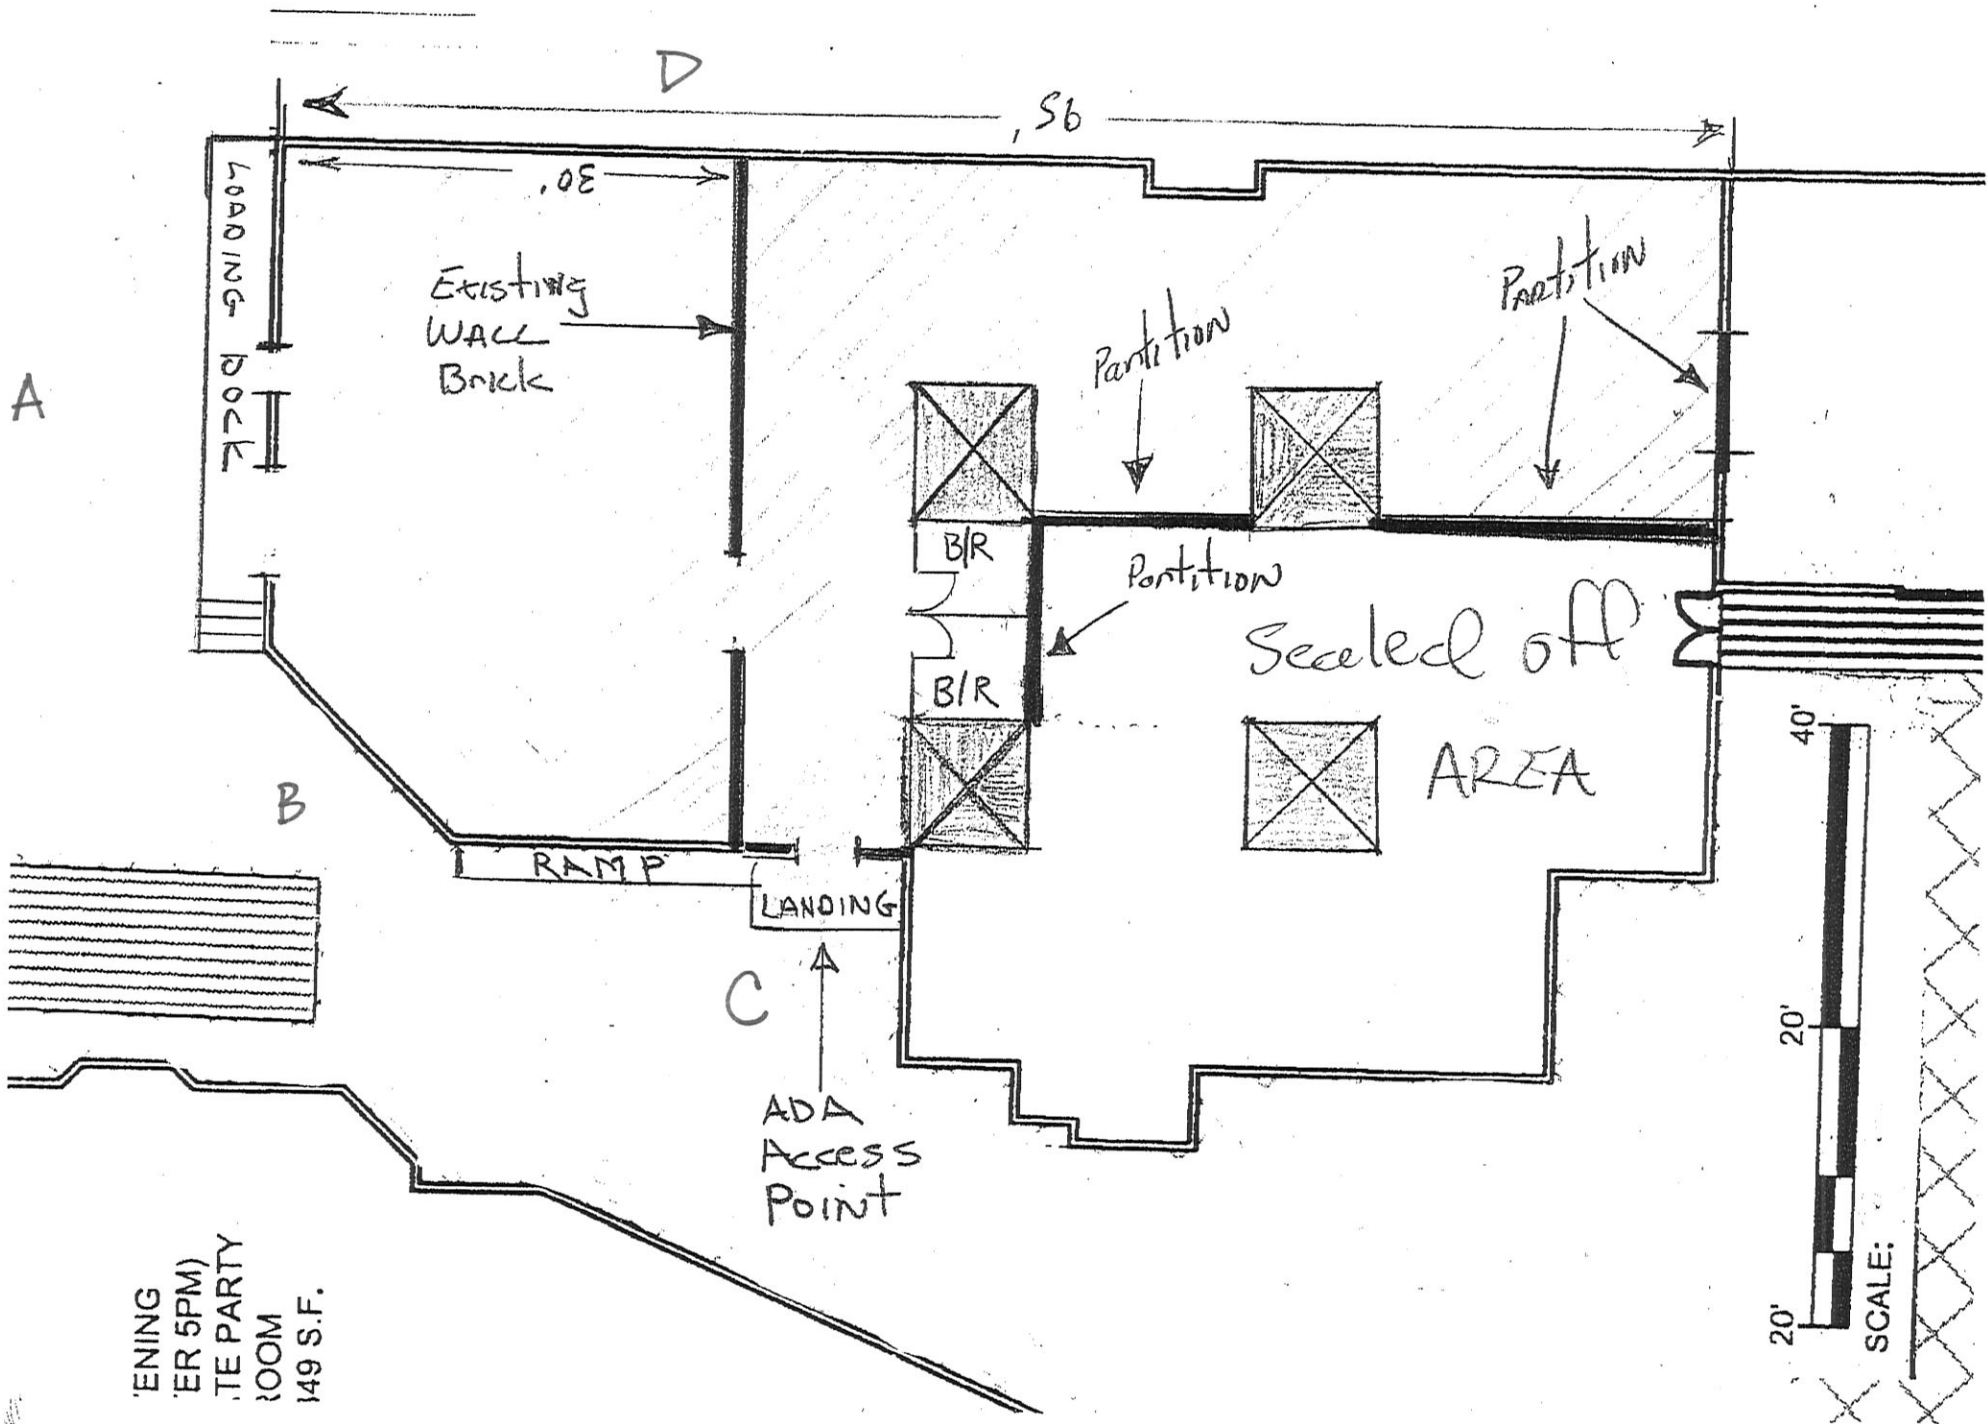 D
95'
30'
LOADING DOCK
A
Existing
WALL
Brick
Partition
Partition
B/R
Partition
B/R
Sealed off
AREA
B
RAMP
LANDING
C
ADA
Access
Point
40'
20'
20'
SCALE:
'ENING
'ER 5PM)
.TE PARTY
ROOM
149 S.F.